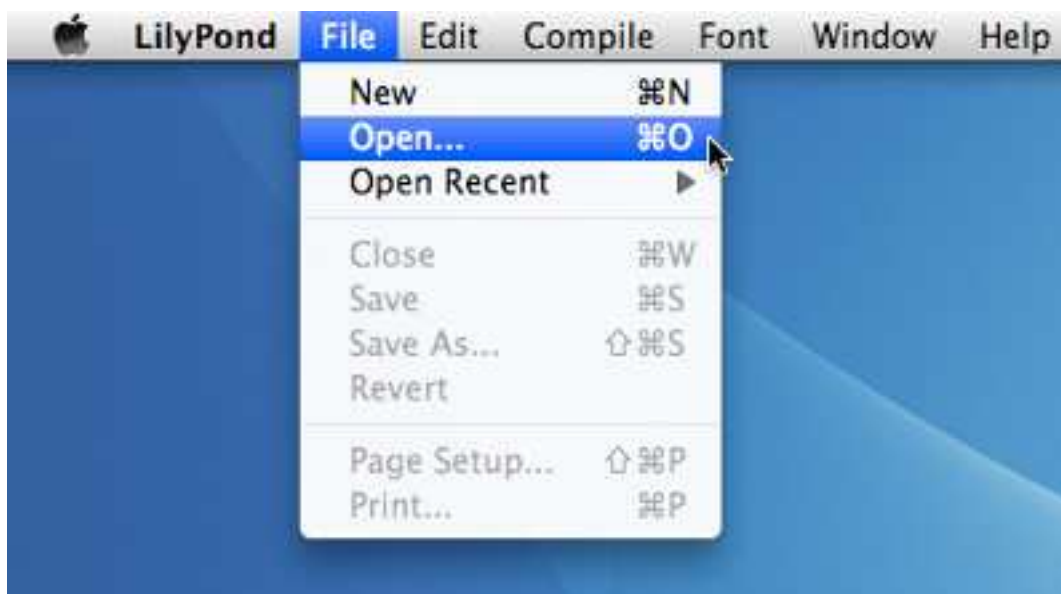 LilyPond File Edit Compile Font Window Help
New ⌘N
Open... ⌘O
Open Recent
Close ⌘W
Save ⌘S
Save As... ⇧⌘S
Revert
Page Setup... ⇧⌘P
Print... ⌘P